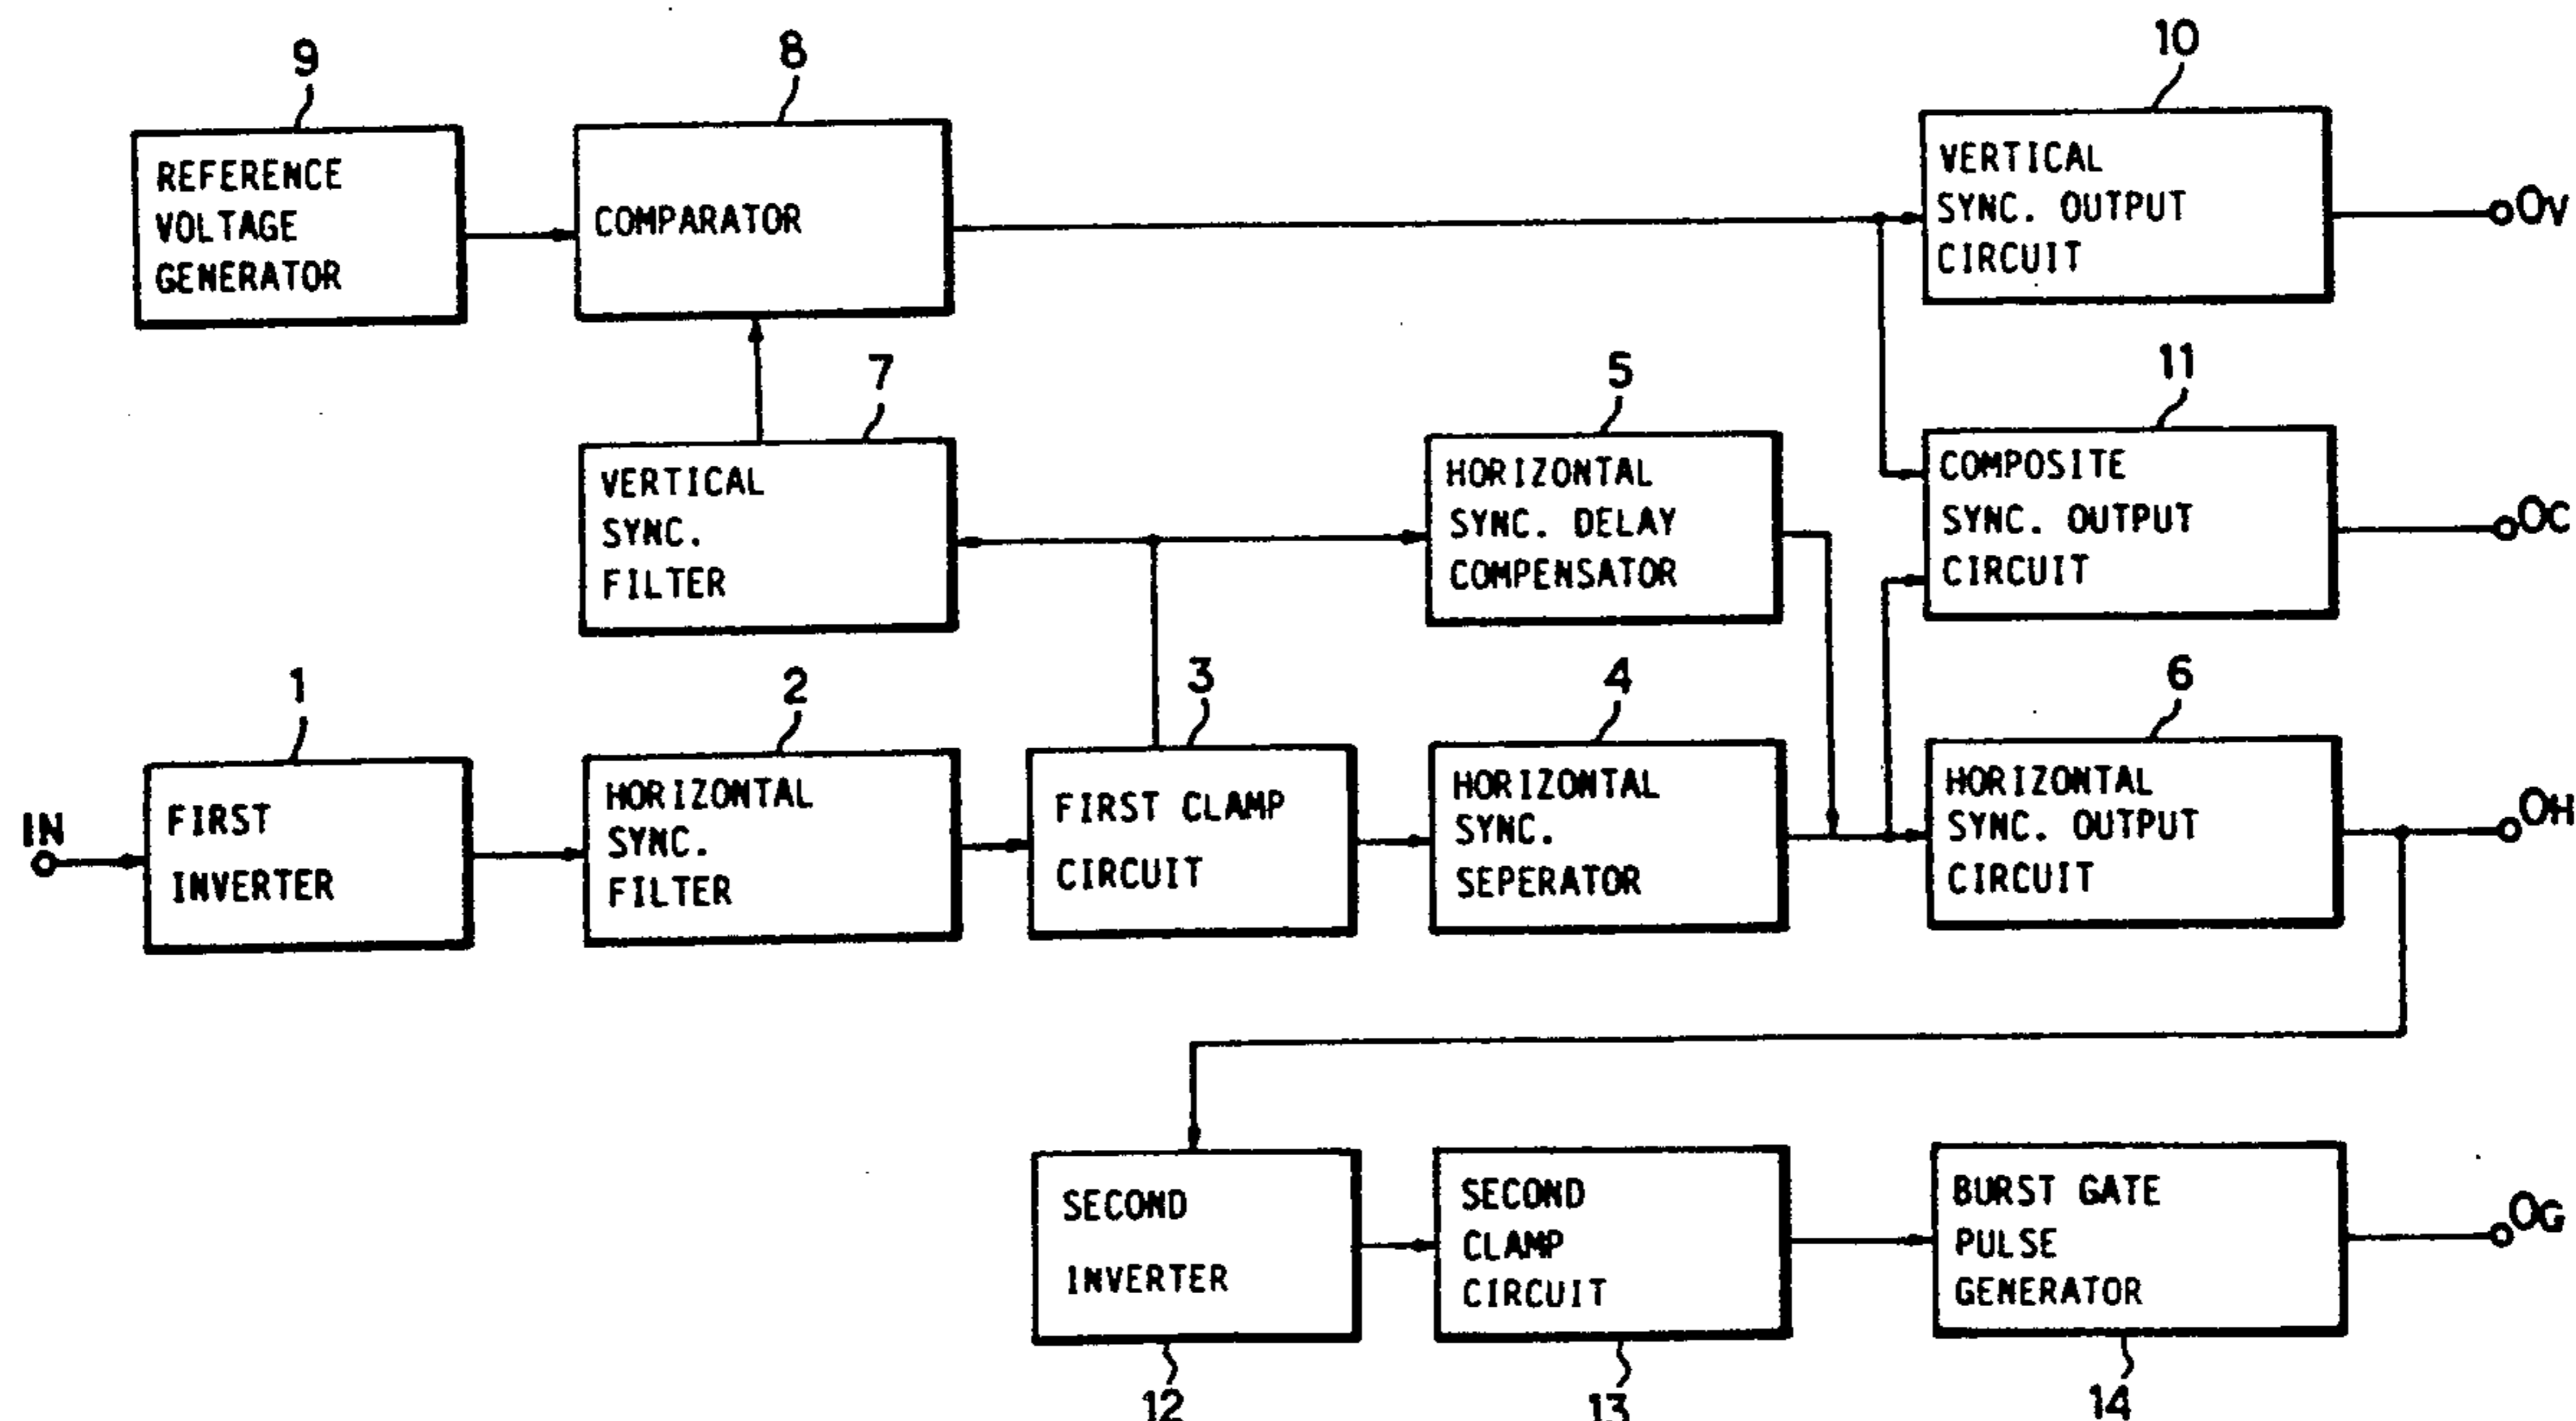 9
8
10
REFERENCE
VOLTAGE
GENERATOR
COMPARATOR
VERTICAL
SYNC. OUTPUT
CIRCUIT
OV
7
5
11
VERTICAL
SYNC.
FILTER
HORIZONTAL
SYNC. DELAY
COMPENSATOR
COMPOSITE
SYNC. OUTPUT
CIRCUIT
OC
1
2
3
4
6
IN
FIRST
INVERTER
HORIZONTAL
SYNC.
FILTER
FIRST CLAMP
CIRCUIT
HORIZONTAL
SYNC.
SEPERATOR
HORIZONTAL
SYNC. OUTPUT
CIRCUIT
OH
SECOND
INVERTER
SECOND
CLAMP
CIRCUIT
BURST GATE
PULSE
GENERATOR
OG
12
13
14